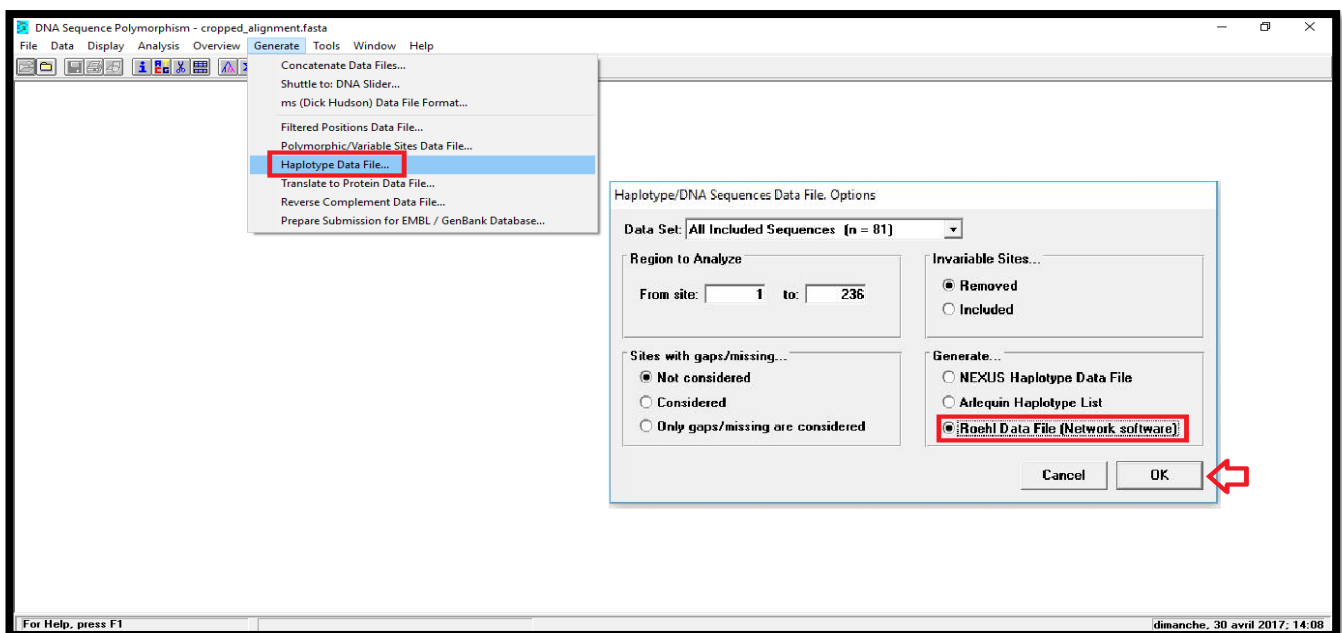 DNA Sequence Polymorphism - cropped_alignment.fasta
File Data Display Analysis Overview Generate Tools Window Help
Concatenate Data Files...
Shuttle to: DNA Slider...
ms (Dick Hudson) Data File Format...
Filtered Positions Data File...
Polymorphic/Variable Sites Data File...
Haplotype Data File...
Translate to Protein Data File...
Reverse Complement Data File...
Prepare Submission for EMBL / GenBank Database...
Haplotype/DNA Sequences Data File. Options
Data Set: All Included Sequences (n = 81)
Region to Analyze
From site: 1 to: 236
Invariable Sites...
Removed
Included
Sites with gaps/missing...
Not considered
Considered
Only gaps/missing are considered
Generate...
NEXUS Haplotype Data File
Arlequin Haplotype List
Roehl Data File (Network software)
Cancel OK
For Help, press F1
dimanche, 30 avril 2017; 14:08